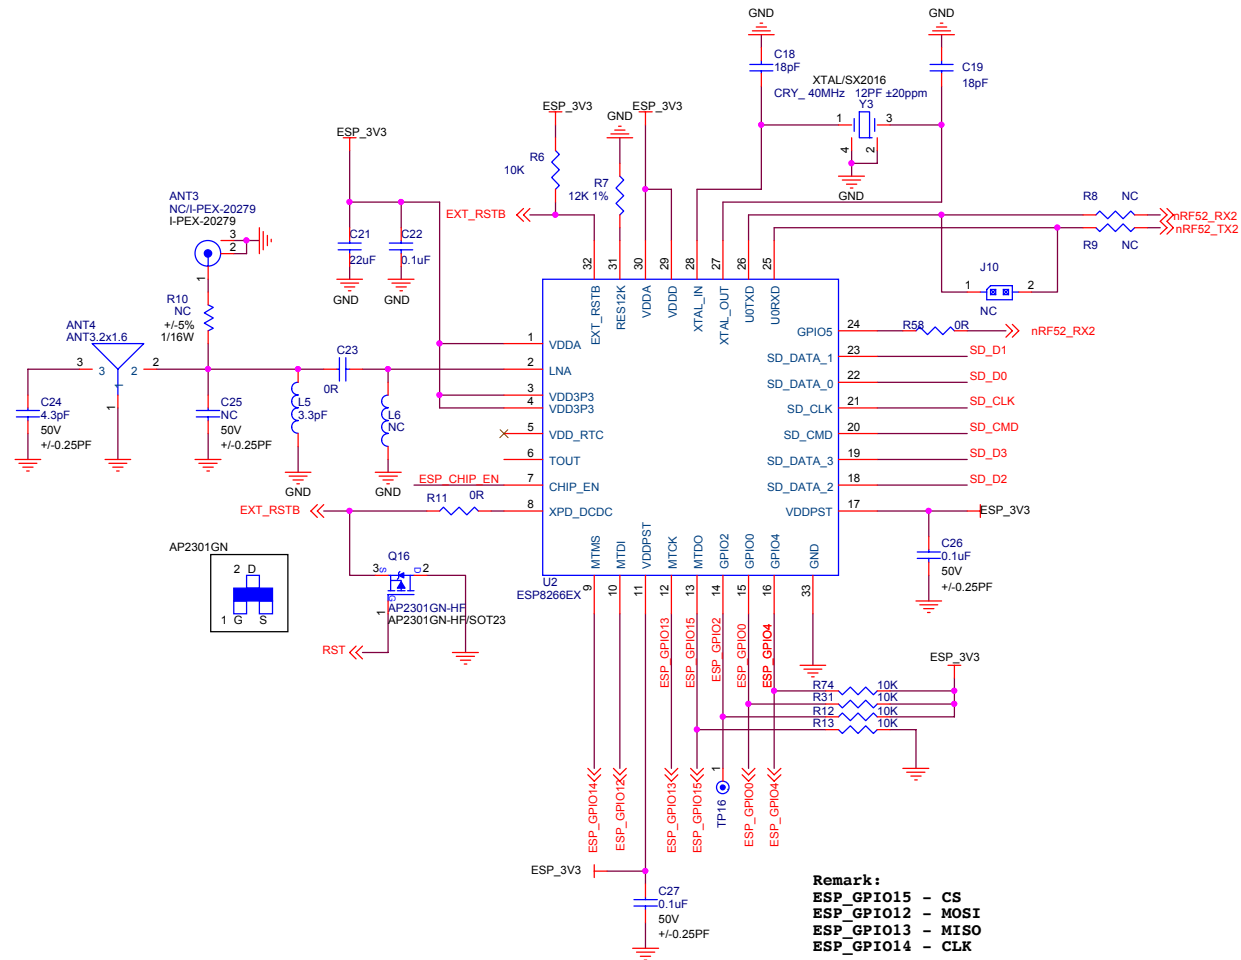 GND
GND
C18
18pF
C19
18pF
XTAL/SX2016
CRY_ 40MHz 12PF ±20ppm
Y3
1
3
4
2
GND
ESP_3V3
ESP_3V3
GND
ESP_3V3
R6
10K
R7
12K 1%
ANT3
NC/I-PEX-20279
I-PEX-20279
3
2
1
EXT_RSTB
R8
NC
nRF52_RX2
nRF52_TX2
R9
NC
C21
22uF
C22
0.1uF
GND
GND
J10
1
2
NC
R10
NC
+/-5%
1/16W
32
31
30
29
28
27
26
25
EXT_RSTB
RES12K
VDDA
VDDD
XTAL_IN
XTAL_OUT
U0TXD
U0RXD
ANT4
ANT3.2x1.6
3
3
2
2
1
1
C23
0R
1
VDDA
2
LNA
3
VDD3P3
4
VDD3P3
5
VDD_RTC
6
TOUT
7
CHIP_EN
8
XPD_DCDC
GPIO5
24
R58
0R
nRF52_RX2
SD_DATA_1
23
SD_D1
SD_DATA_0
22
SD_D0
SD_CLK
21
SD_CLK
SD_CMD
20
SD_CMD
SD_DATA_3
19
SD_D3
SD_DATA_2
18
SD_D2
VDDPST
17
ESP_3V3
C24
4.3pF
50V
+/-0.25PF
C25
NC
50V
+/-0.25PF
L5
3.3pF
GND
L6
NC
GND
ESP_CHIP_EN
EXT_RSTB
R11
0R
C26
0.1uF
50V
+/-0.25PF
AP2301GN
2 D
1 G S
Q16
3
S
D
2
G
1
AP2301GN-HF
AP2301GN-HF/SOT23
RST
MTMS
MTDI
VDDPST
MTCK
MTDO
GPIO2
GPIO0
GPIO4
GND
U2
ESP8266EX
9
10
11
12
13
14
15
16
33
ESP_GPIO13
ESP_GPIO15
ESP_GPIO2
ESP_GPIO0
ESP_GPIO4
ESP_3V3
R74
10K
R31
10K
R12
10K
R13
10K
1
TP16
ESP_GPIO14
ESP_GPIO12
ESP_GPIO13
ESP_GPIO15
ESP_GPIO0
ESP_GPIO4
ESP_3V3
C27
0.1uF
50V
+/-0.25PF
Remark:
ESP_GPIO15 - CS
ESP_GPIO12 - MOSI
ESP_GPIO13 - MISO
ESP_GPIO14 - CLK